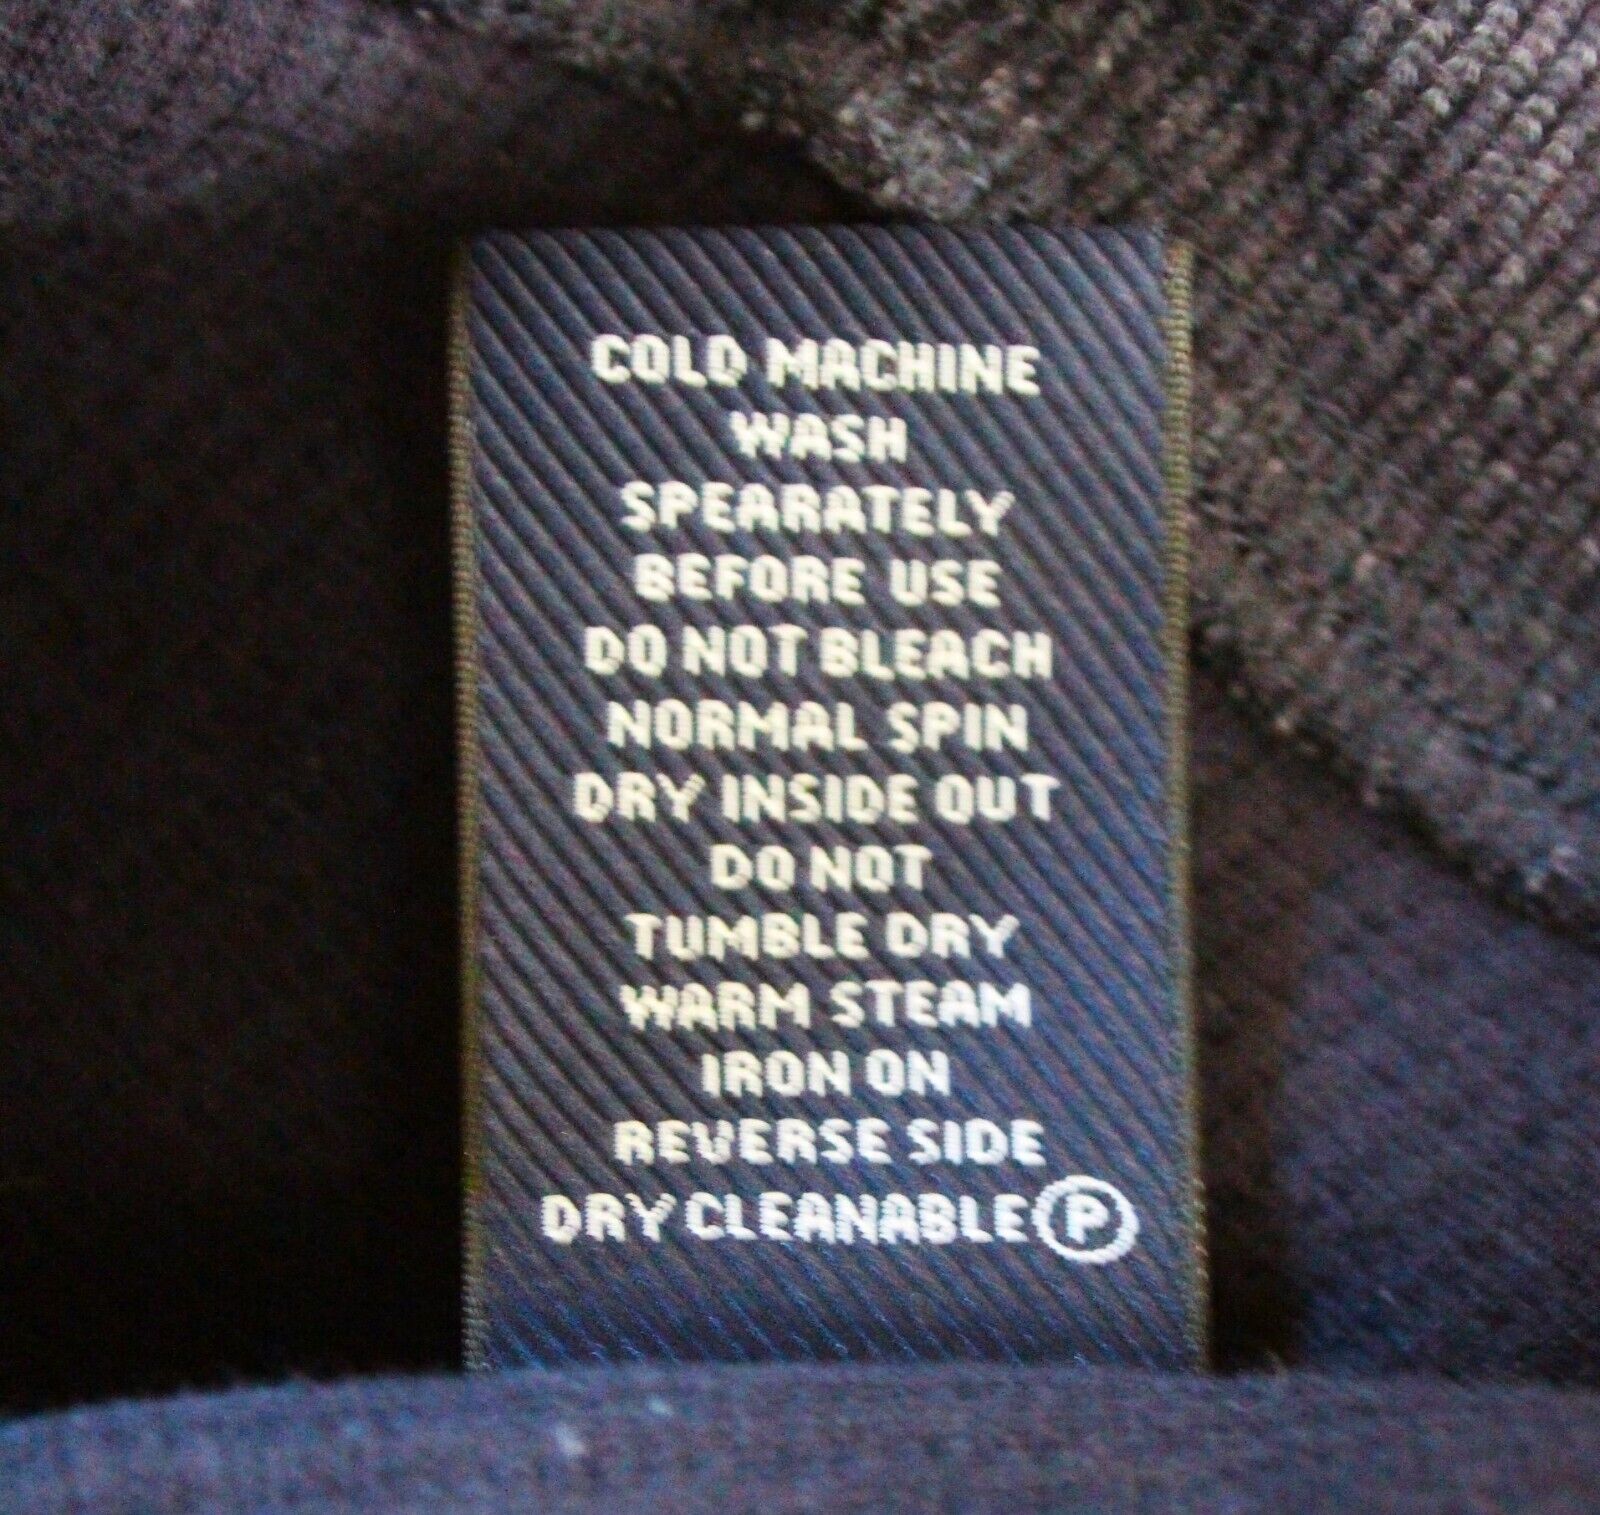 COLD MACHINE
WASH
SPEARATELY
BEFORE USE
DO NOT BLEACH
NORMAL SPIN
DRY INSIDE OUT
DO NOT
TUMBLE DRY
WARM STEAM
IRON ON
REVERSE SIDE
DRY CLEANABLE Ⓟ